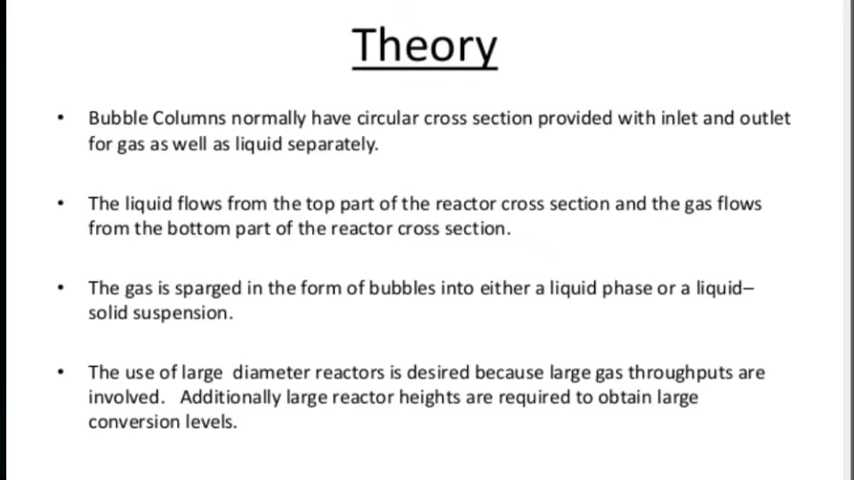 Theory
• Bubble Columns normally have circular cross section provided with inlet and outlet
for gas as well as liquid separately.
• The liquid flows from the top part of the reactor cross section and the gas flows
from the bottom part of the reactor cross section.
• The gas is sparged in the form of bubbles into either a liquid phase or a liquid–
solid suspension.
• The use of large  diameter reactors is desired because large gas throughputs are
involved.   Additionally large reactor heights are required to obtain large
conversion levels.